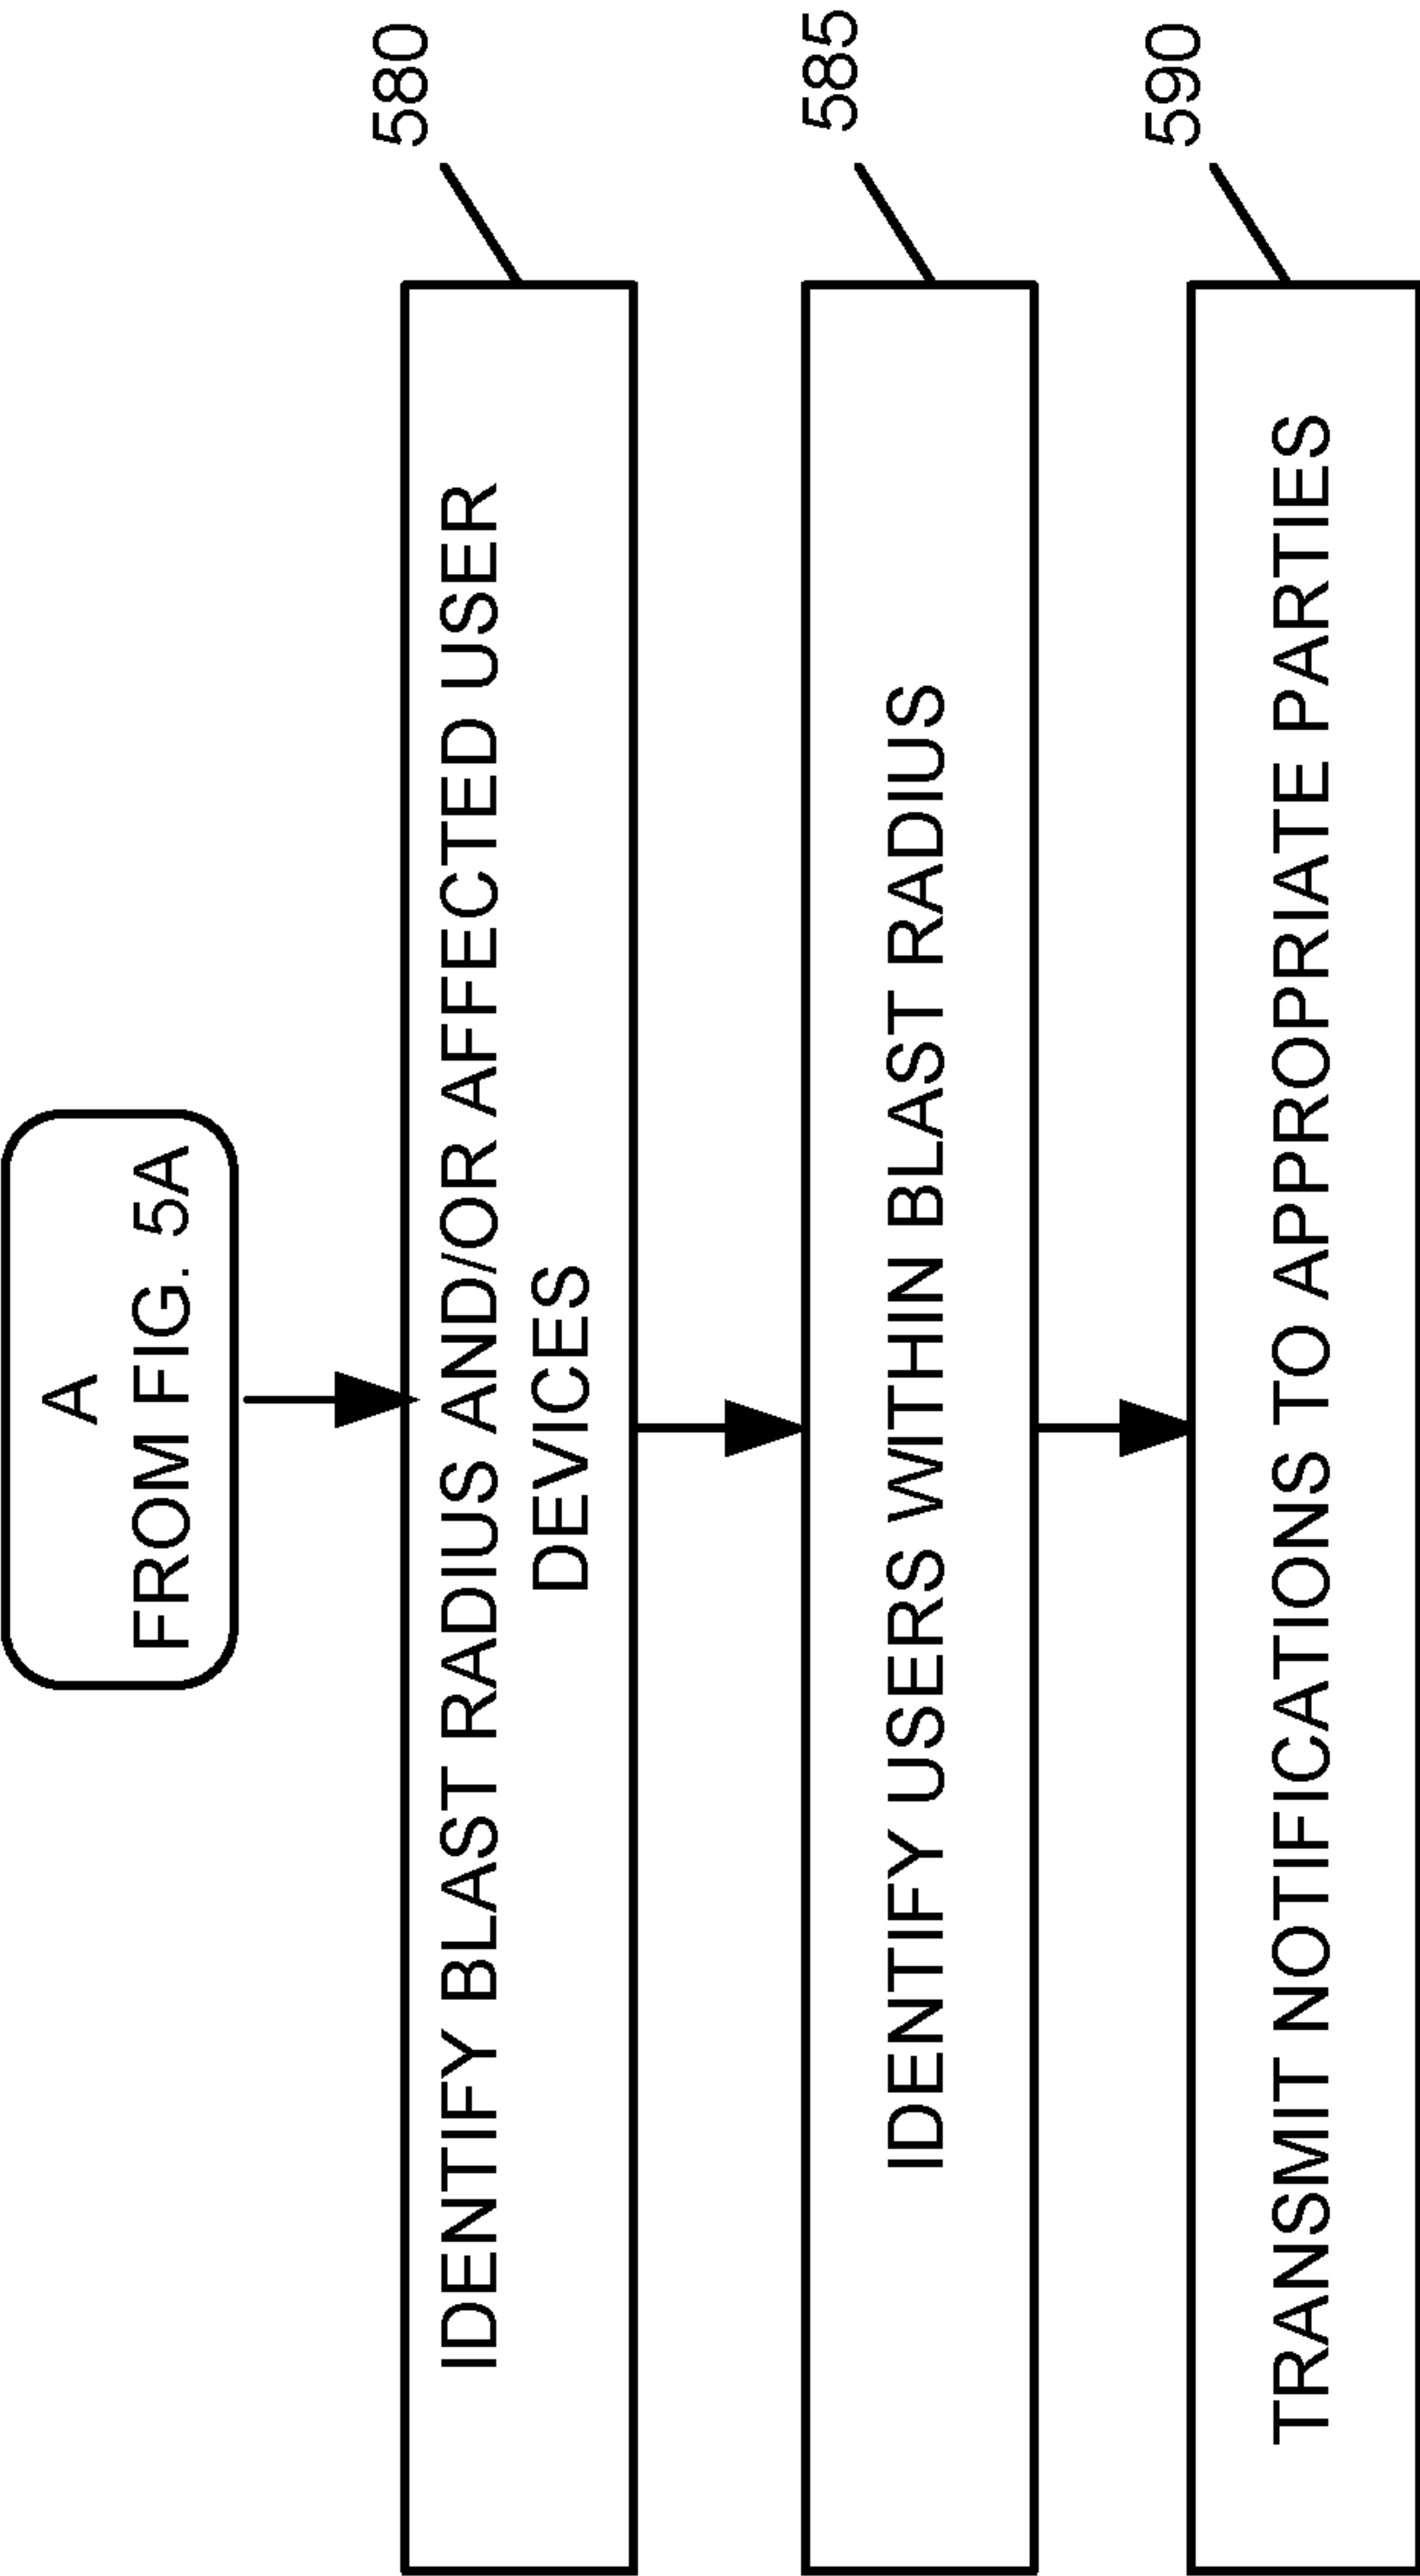 A
FROM FIG. 5A
580
IDENTIFY BLAST RADIUS AND/OR AFFECTED USER
DEVICES
585
IDENTIFY USERS WITHIN BLAST RADIUS
590
TRANSMIT NOTIFICATIONS TO APPROPRIATE PARTIES